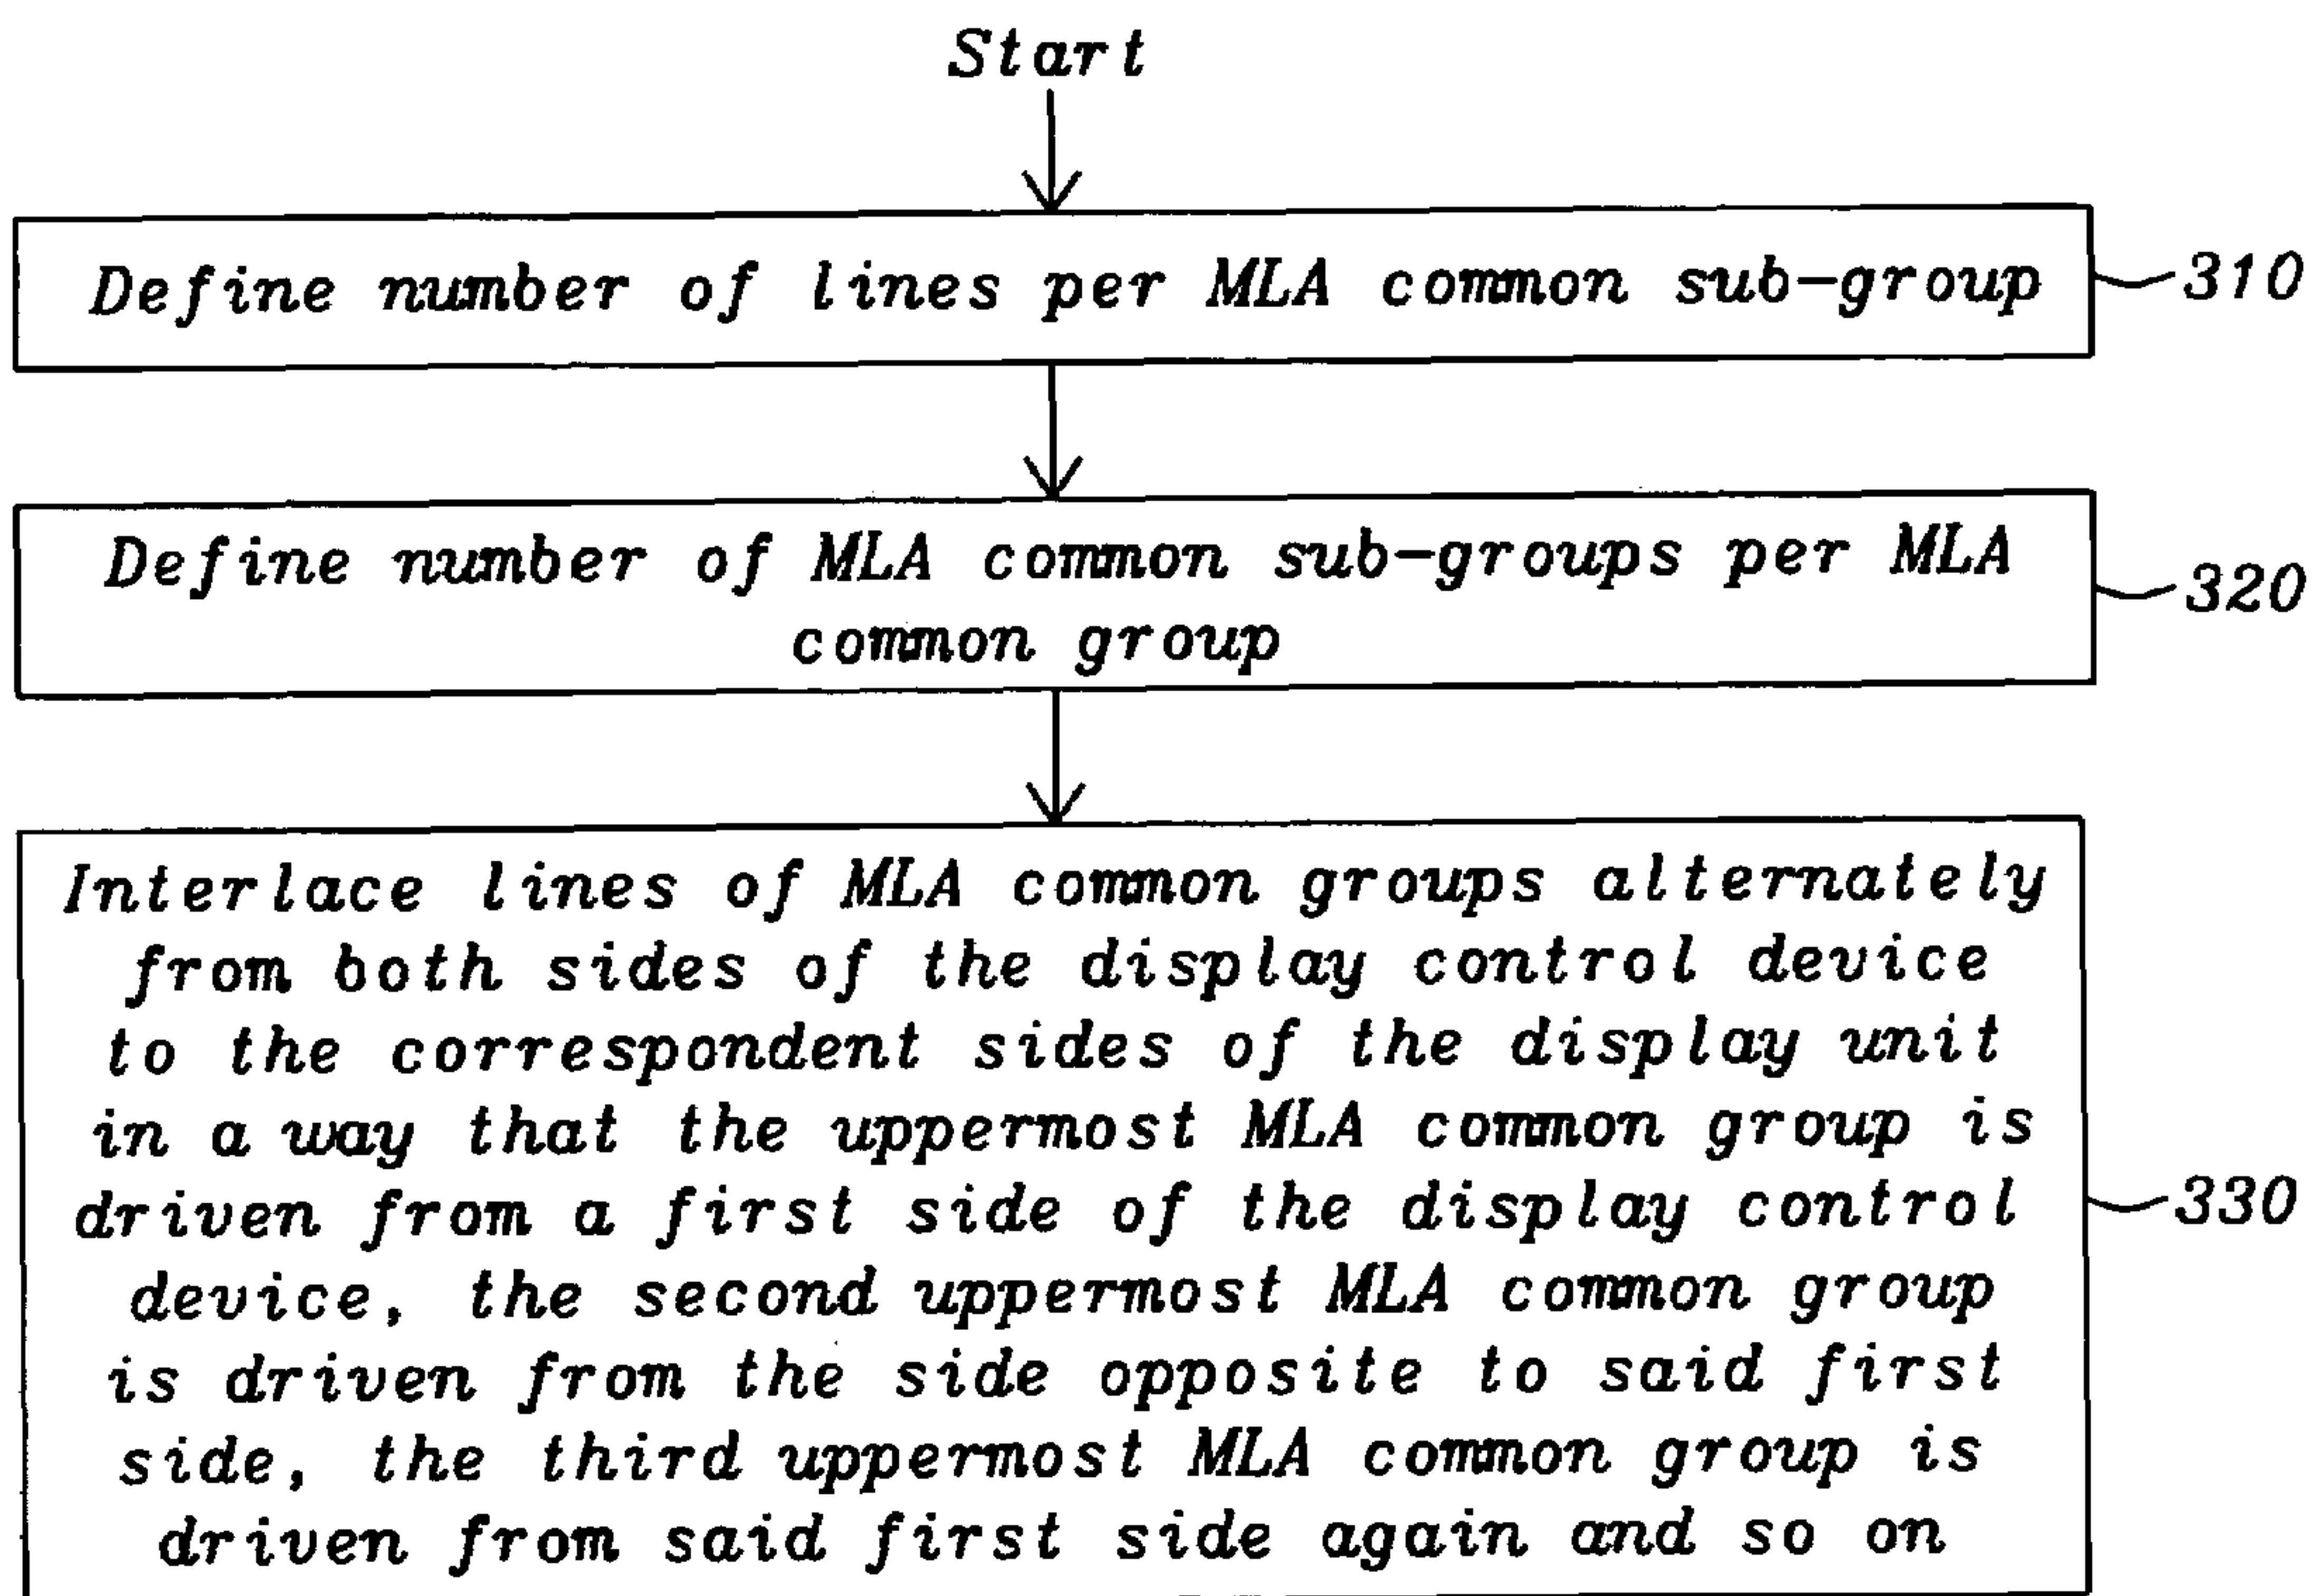 Start
Define number of lines per MLA common sub-group
310
Define number of MLA common sub-groups per MLA
common group
320
Interlace lines of MLA common groups alternately
from both sides of the display control device
to the correspondent sides of the display unit
in a way that the uppermost MLA common group is
driven from a first side of the display control
330
device, the second uppermost MLA common group
is driven from the side opposite to said first
side, the third uppermost MLA common group is
driven from said first side again and so on